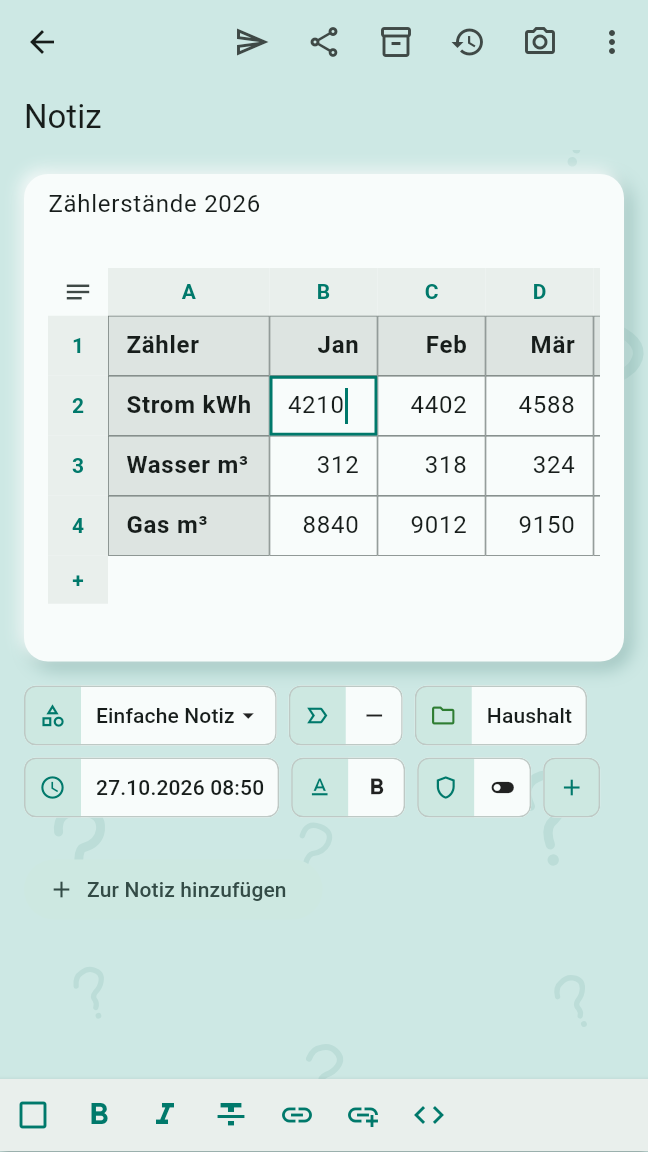 Notiz
Zählerstände 2026
A B C D
1 Zähler Jan Feb Mär
2 Strom kWh 4210 4402 4588
3 Wasser m³ 312 318 324
4 Gas m³ 8840 9012 9150
+
Einfache Notiz — Haushalt
27.10.2026 08:50 A B +
+ Zur Notiz hinzufügen
B I T <>